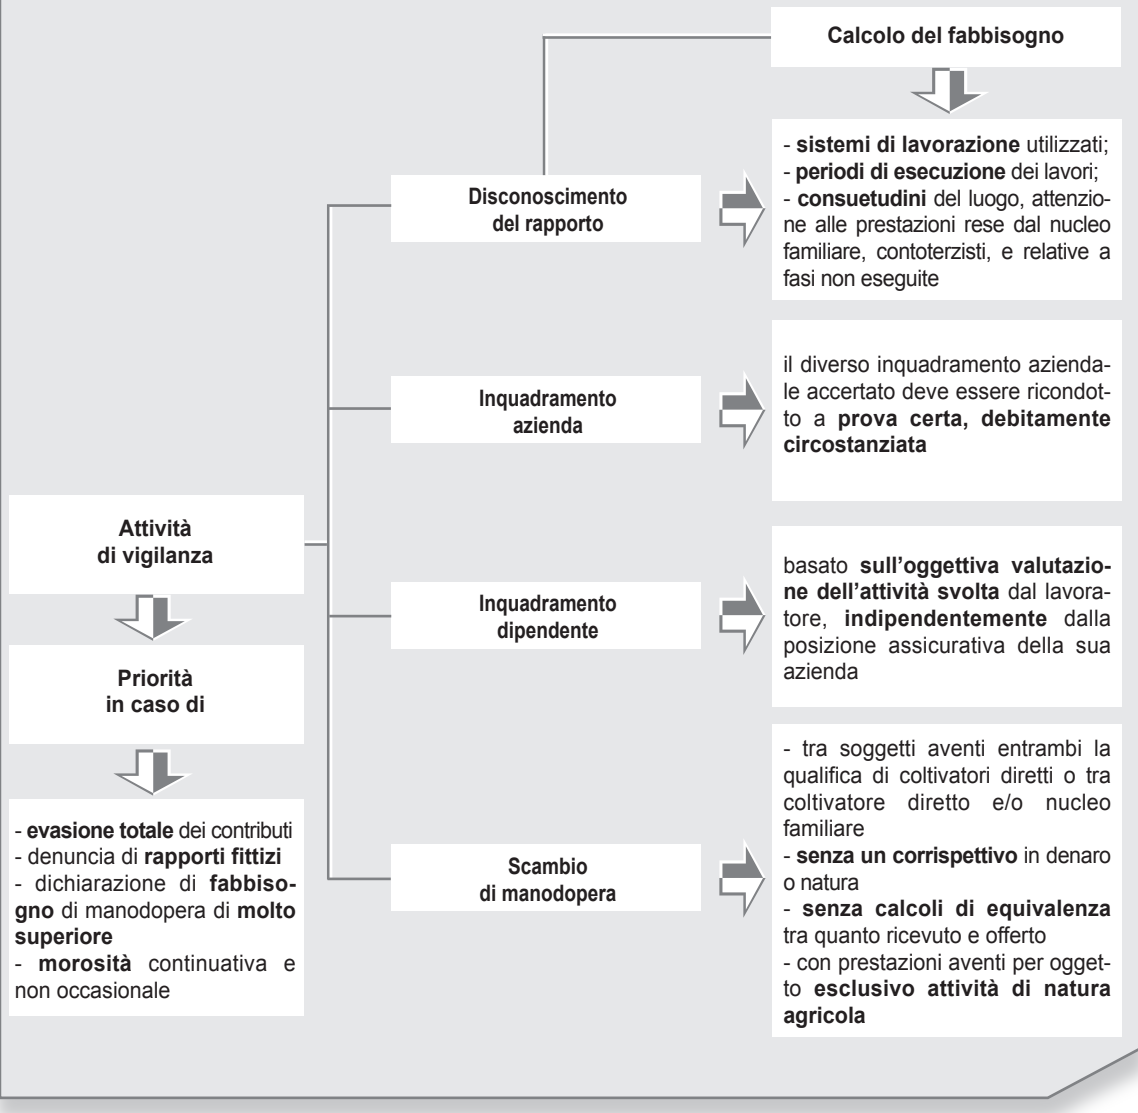 Calcolo del fabbisogno
- sistemi di lavorazione utilizzati;
- periodi di esecuzione dei lavori;
- consuetudini del luogo, attenzio-
ne alle prestazioni rese dal nucleo
familiare, contoterzisti, e relative a
fasi non eseguite
Disconoscimento
del rapporto
Inquadramento
azienda
il diverso inquadramento azienda-
le accertato deve essere ricondot-
to a prova certa, debitamente
circostanziata
Attività
di vigilanza
Inquadramento
dipendente
basato sull’oggettiva valutazio-
ne dell’attività svolta dal lavora-
tore, indipendentemente dalla
posizione assicurativa della sua
azienda
Priorità
in caso di
- evasione totale dei contributi
- denuncia di rapporti fittizi
- dichiarazione di fabbiso-
gno di manodopera di molto
superiore
- morosità continuativa e
non occasionale
Scambio
di manodopera
- tra soggetti aventi entrambi la
qualifica di coltivatori diretti o tra
coltivatore diretto e/o nucleo
familiare
- senza un corrispettivo in denaro
o natura
- senza calcoli di equivalenza
tra quanto ricevuto e offerto
- con prestazioni aventi per ogget-
to esclusivo attività di natura
agricola